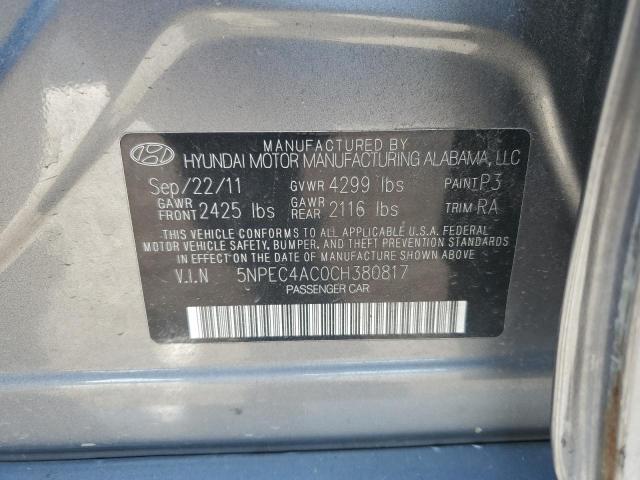 MANUFACTURED BY
HYUNDAI MOTOR MANUFACTURING ALABAMA, LLC
Sep/22/11 GVWR 4299 lbs PAINT P3
GAWR FRONT 2425 lbs GAWR REAR 2116 lbs TRIM RA
THIS VEHICLE CONFORMS TO ALL APPLICABLE U.S.A. FEDERAL
MOTOR VEHICLE SAFETY, BUMPER, AND THEFT PREVENTION STANDARDS
IN EFFECT ON THE DATE OF MANUFACTURE SHOWN ABOVE
V.I.N 5NPEC4AC0CH380817
PASSENGER CAR